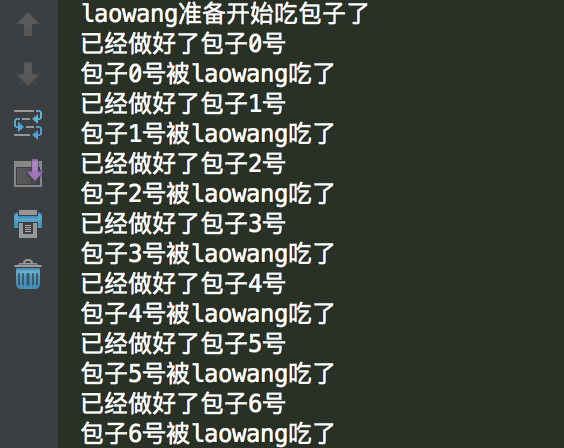 laowang准备开始吃包子了
已经做好了包子0号
包子0号被laowang吃了
已经做好了包子1号
包子1号被laowang吃了
已经做好了包子2号
包子2号被laowang吃了
已经做好了包子3号
包子3号被laowang吃了
已经做好了包子4号
包子4号被laowang吃了
已经做好了包子5号
包子5号被laowang吃了
已经做好了包子6号
包子6号被laowang吃了